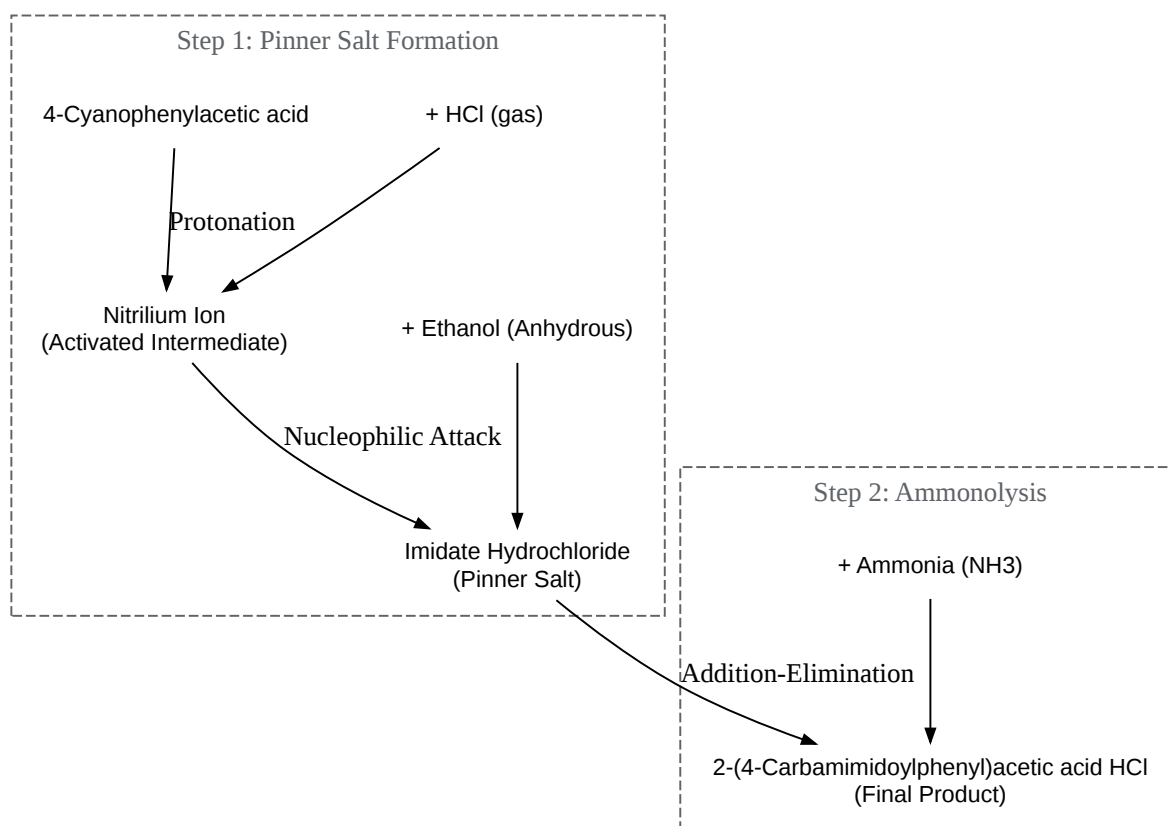 Step 1: Pinner Salt Formation
4-Cyanophenylacetic acid
+ HCl (gas)
Protonation
Nitrilium Ion
(Activated Intermediate)
+ Ethanol (Anhydrous)
Nucleophilic Attack
Imidate Hydrochloride
(Pinner Salt)
Step 2: Ammonolysis
+ Ammonia (NH3)
Addition-Elimination
2-(4-Carbamimidoylphenyl)acetic acid HCl
(Final Product)